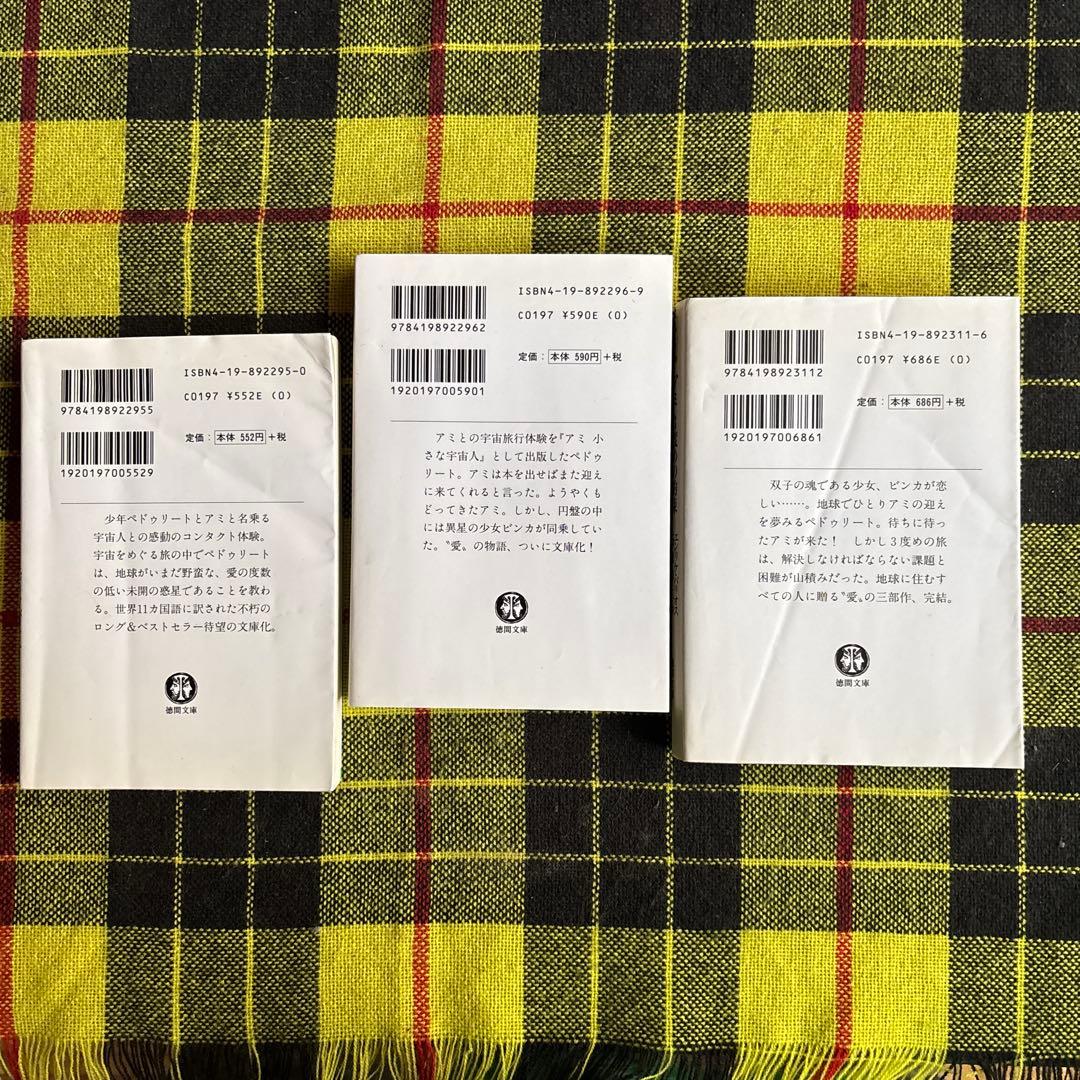 9784198922955
1920197005529
ISBN4-19-892295-0
C0197 ¥552E (0)
定価：本体 552円＋税
少年ペドゥリートとアミと名乗る
宇宙人との感動のコンタクト体験。
宇宙をめぐる旅の中でペドゥリート
は、地球がいまだ野蛮な、愛の度数
の低い未開の惑星であることを教わ
る。世界11カ国語に訳された不朽の
ロング＆ベストセラー待望の文庫化。
徳間文庫
9784198922962
1920197005901
ISBN4-19-892296-9
C0197 ¥590E (0)
定価：本体 590円＋税
アミとの宇宙旅行体験を『アミ 小
さな宇宙人』として出版したペドゥ
リート。アミは本を出せばまた迎え
に来てくれると言った。ようやくも
どってきたアミ。しかし、円盤の中
には異星の少女ビンカが同乗してい
た。〝愛〟の物語、ついに文庫化！
徳間文庫
9784198923112
1920197006861
ISBN4-19-892311-6
C0197 ¥686E (0)
定価：本体 686円＋税
双子の魂である少女、ビンカが恋
しい……。地球でひとりアミの迎え
を夢みるペドゥリート。待ちに待っ
たアミが来た！　しかし３度めの旅
は、解決しなければならない課題と
困難が山積みだった。地球に住むす
べての人に贈る〝愛〟の三部作、完結。
徳間文庫